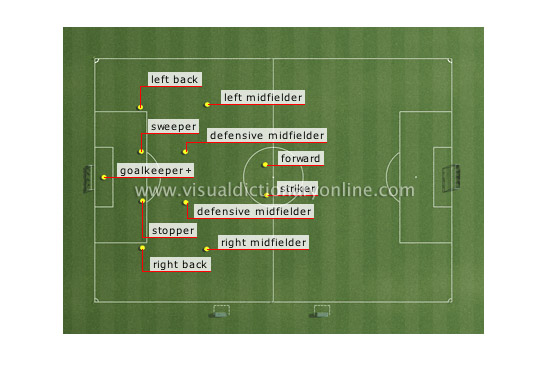 left back
left midfielder
sweeper
defensive midfielder
forward
goalkeeper+
www.visualdictionaryonline.com
striker
defensive midfielder
stopper
right midfielder
right back